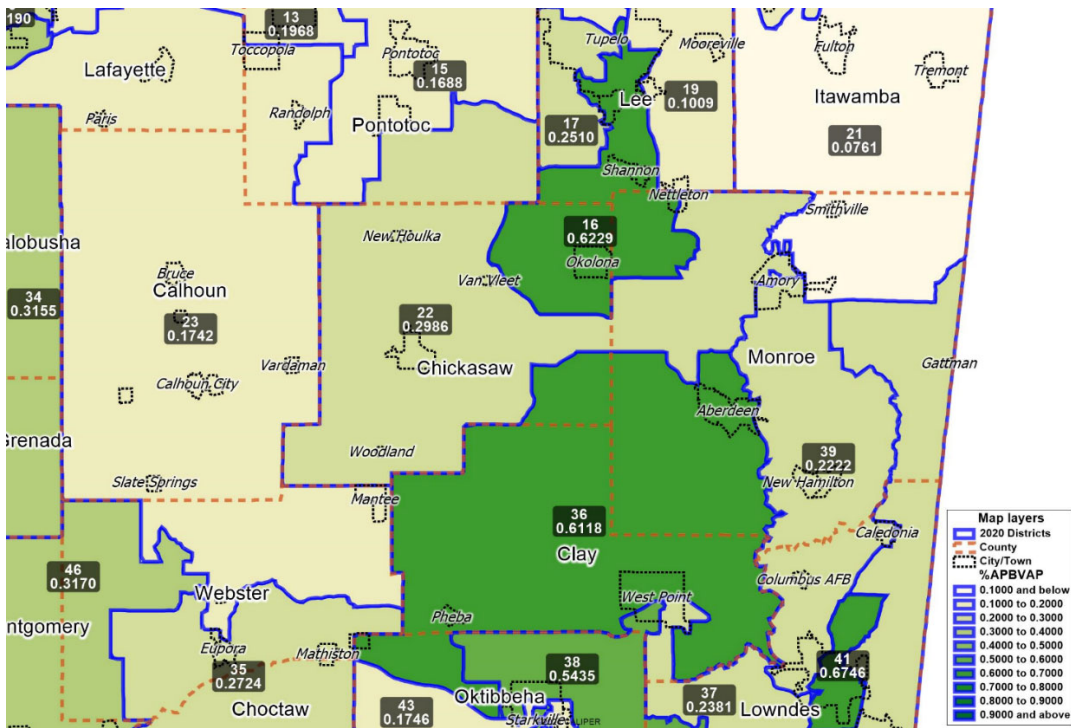 190
13
0.1968
Toccopola
Pontotoc
15
0.1688
Tupelo
Mooreville
Fulton
Tremont
Lafayette
Lee
19
0.1009
Itawamba
Paris
Randolph
Pontotoc
17
0.2510
21
0.0761
Shannon
Nettleton
Smithville
New Houlka
16
0.6229
Okolona
alobusha
Bruce
Calhoun
Van Vleet
Amory
34
0.3155
23
0.1742
22
0.2986
Vardaman
Chickasaw
Monroe
Gattman
Calhoun City
Aberdeen
Grenada
Woodland
39
0.2222
New Hamilton
Slate Springs
Mantee
36
0.6118
Clay
Caledonia
46
0.3170
Webster
Columbus AFB
West Point
ntgomery
Pheba
Eupora
Mathiston
35
0.2724
38
0.5435
41
0.6746
Choctaw
43
0.1746
Oktibbeha
Starkville
37
0.2381
Lowndes
Map layers
2020 Districts
County
City/Town
%APBVAP
0.1000 and below
0.1000 to 0.2000
0.2000 to 0.3000
0.3000 to 0.4000
0.4000 to 0.5000
0.5000 to 0.6000
0.6000 to 0.7000
0.7000 to 0.8000
0.8000 to 0.9000
0.9000 and above